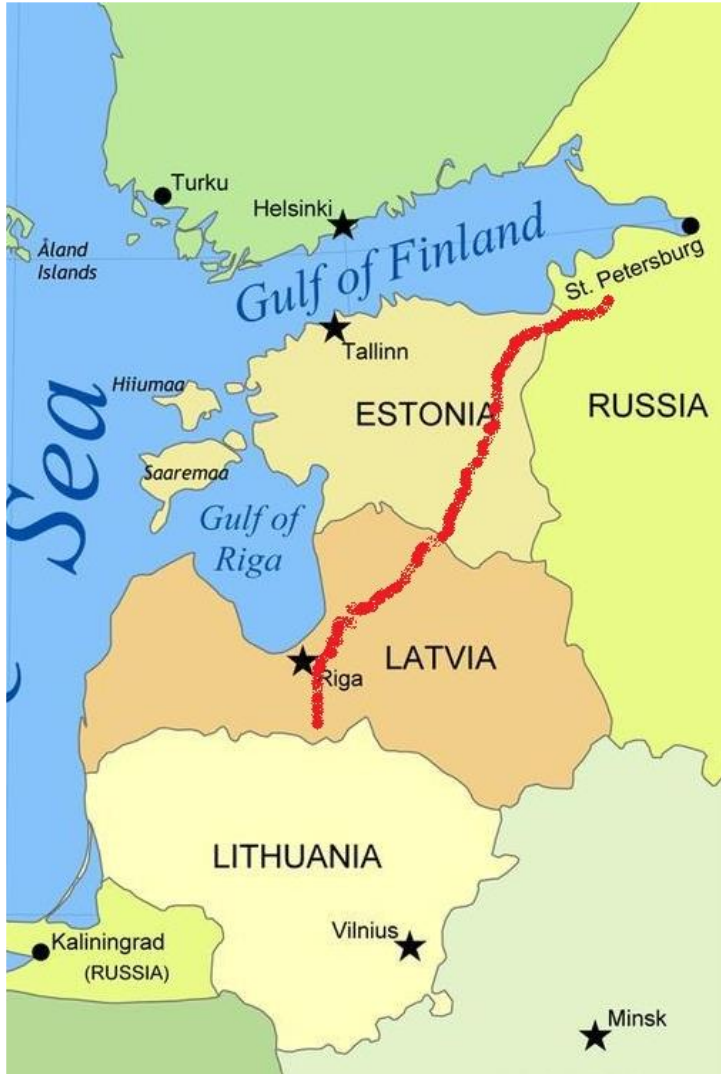 Turku
Helsinki
Åland
Islands
Gulf of Finland
St. Petersburg
Tallinn
Hiiumaa
ESTONIA
RUSSIA
Sea
Saaremaa
Gulf of
Riga
LATVIA
Riga
LITHUANIA
Vilnius
Kaliningrad
(RUSSIA)
Minsk